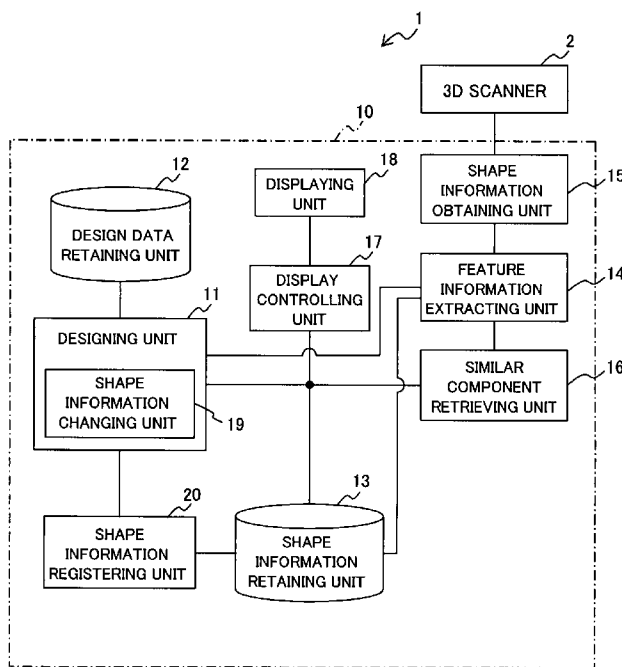 1
2
3D SCANNER
10
12
18
DISPLAYING
UNIT
SHAPE
INFORMATION
OBTAINING UNIT
15
DESIGN DATA
RETAINING UNIT
17
DISPLAY
CONTROLLING
UNIT
FEATURE
INFORMATION
EXTRACTING UNIT
14
11
DESIGNING UNIT
SHAPE
INFORMATION
CHANGING UNIT
19
SIMILAR
COMPONENT
RETRIEVING UNIT
16
20
SHAPE
INFORMATION
REGISTERING UNIT
13
SHAPE
INFORMATION
RETAINING UNIT